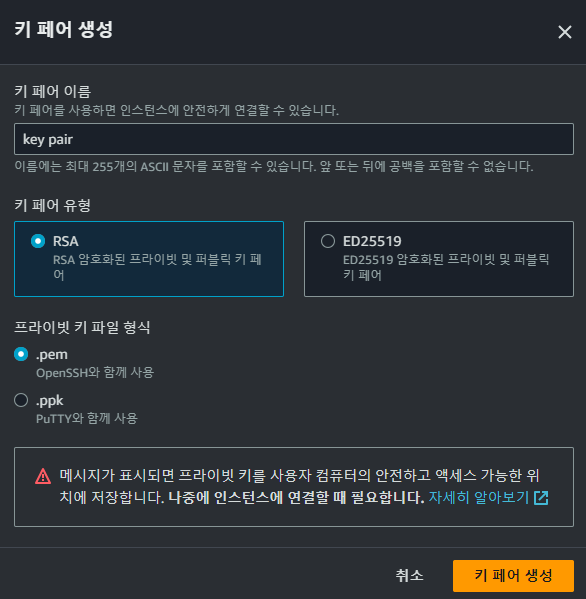 키 페어 생성
키 페어 이름
키 페어를 사용하면 인스턴스에 안전하게 연결할 수 있습니다.
key pair
이름에는 최대 255개의 ASCII 문자를 포함할 수 있습니다. 앞 또는 뒤에 공백을 포함할 수 없습니다.
키 페어 유형
RSA
RSA 암호화된 프라이빗 및 퍼블릭 키 페
어
ED25519
ED25519 암호화된 프라이빗 및 퍼블릭
키 페어
프라이빗 키 파일 형식
.pem
OpenSSH와 함께 사용
.ppk
PuTTY와 함께 사용
메시지가 표시되면 프라이빗 키를 사용자 컴퓨터의 안전하고 액세스 가능한 위
치에 저장합니다. 나중에 인스턴스에 연결할 때 필요합니다. 자세히 알아보기
취소
키 페어 생성